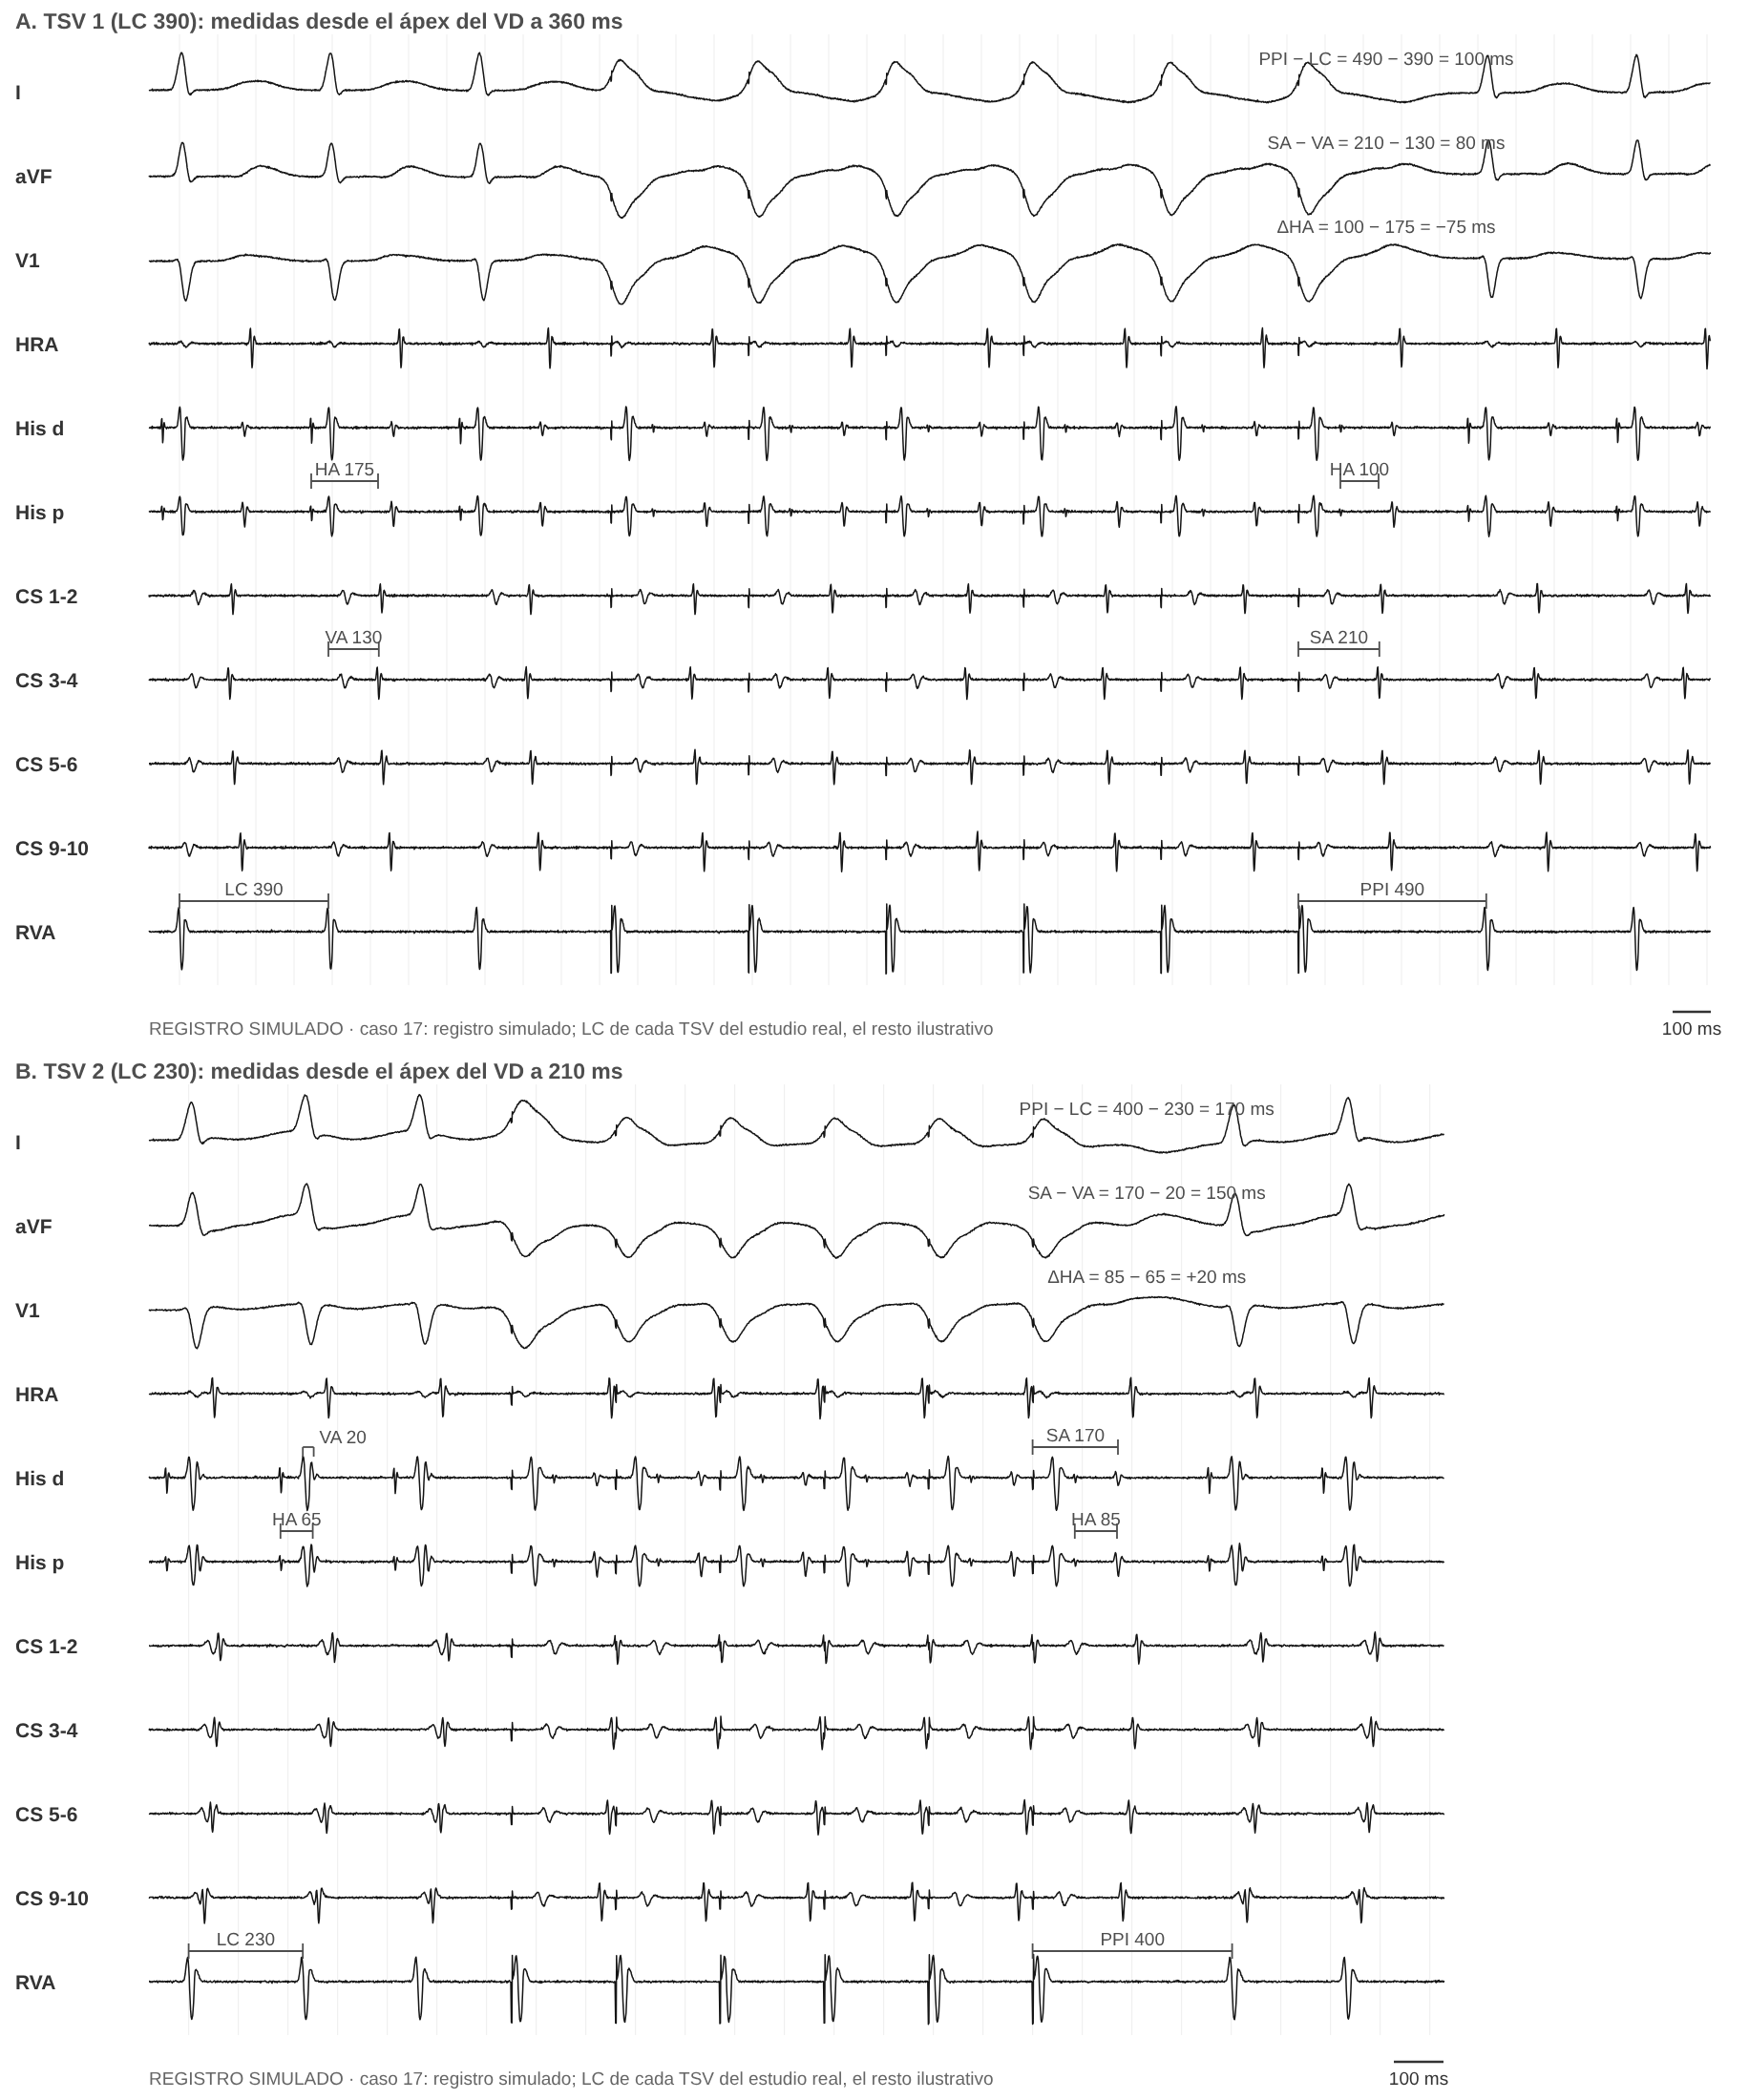 A. TSV 1 (LC 390): medidas desde el ápex del VD a 360 ms
PPI − LC = 490 − 390 = 100 ms
I
SA − VA = 210 − 130 = 80 ms
aVF
ΔHA = 100 − 175 = −75 ms
V1
HRA
His d
HA 175
HA 100
His p
CS 1-2
VA 130
SA 210
CS 3-4
CS 5-6
CS 9-10
LC 390
PPI 490
RVA
REGISTRO SIMULADO · caso 17: registro simulado; LC de cada TSV del estudio real, el resto ilustrativo
100 ms
B. TSV 2 (LC 230): medidas desde el ápex del VD a 210 ms
PPI − LC = 400 − 230 = 170 ms
I
SA − VA = 170 − 20 = 150 ms
aVF
ΔHA = 85 − 65 = +20 ms
V1
HRA
VA 20
SA 170
His d
HA 65
HA 85
His p
CS 1-2
CS 3-4
CS 5-6
CS 9-10
LC 230
PPI 400
RVA
REGISTRO SIMULADO · caso 17: registro simulado; LC de cada TSV del estudio real, el resto ilustrativo
100 ms